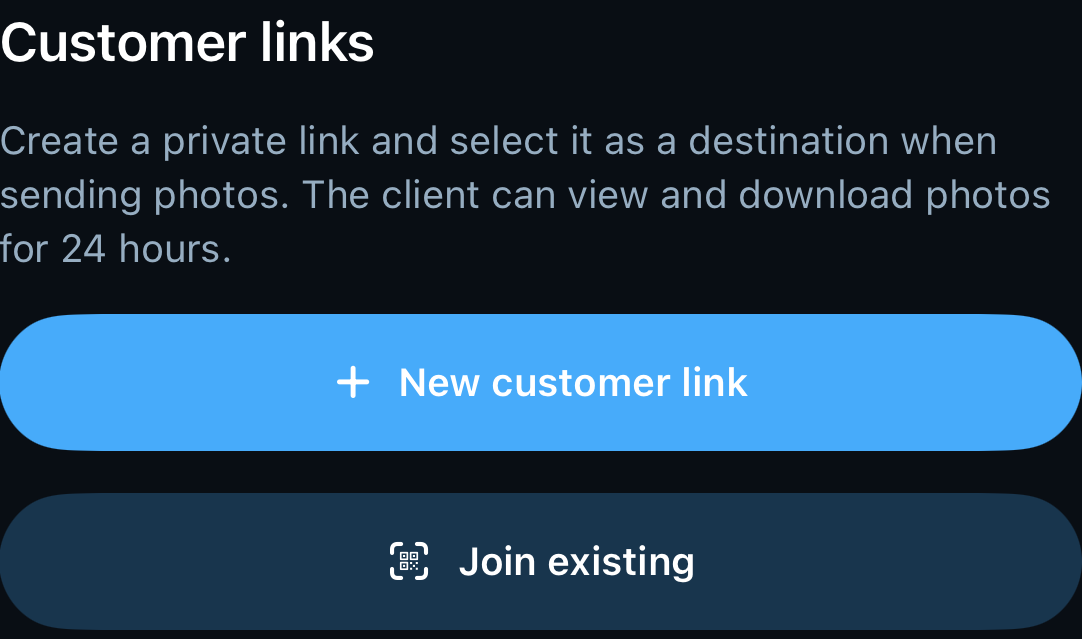 Customer links
Create a private link and select it as a destination when
sending photos. The client can view and download photos
for 24 hours.
New customer link
Join existing